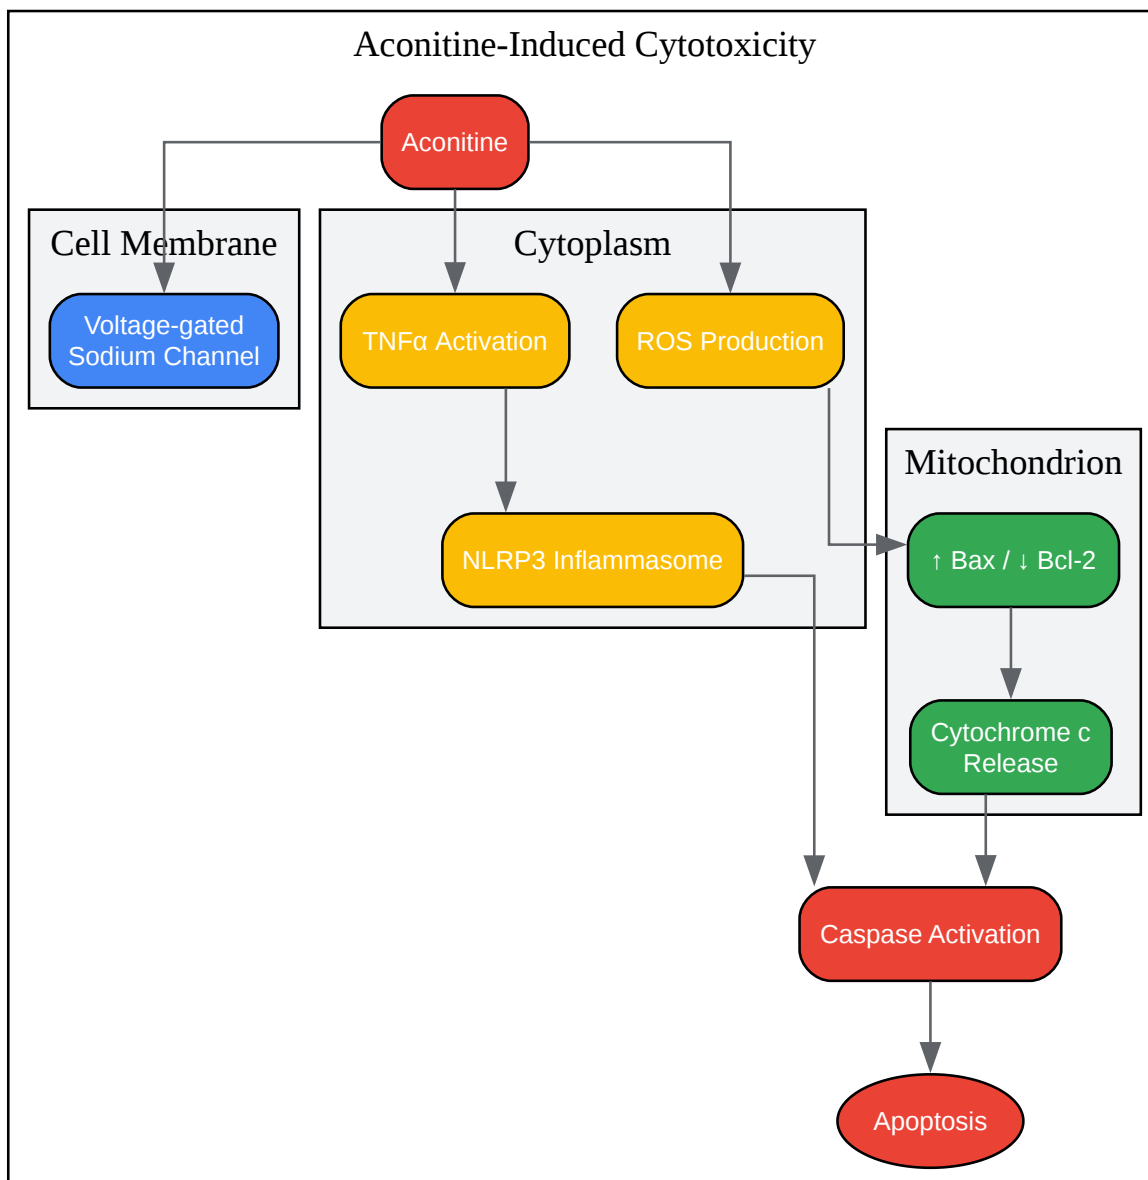 Aconitine-Induced Cytotoxicity
Aconitine
Cell Membrane
Cytoplasm
Voltage-gated
Sodium Channel
TNFα Activation
ROS Production
Mitochondrion
NLRP3 Inflammasome
↑ Bax / ↓ Bcl-2
Cytochrome c
Release
Caspase Activation
Apoptosis